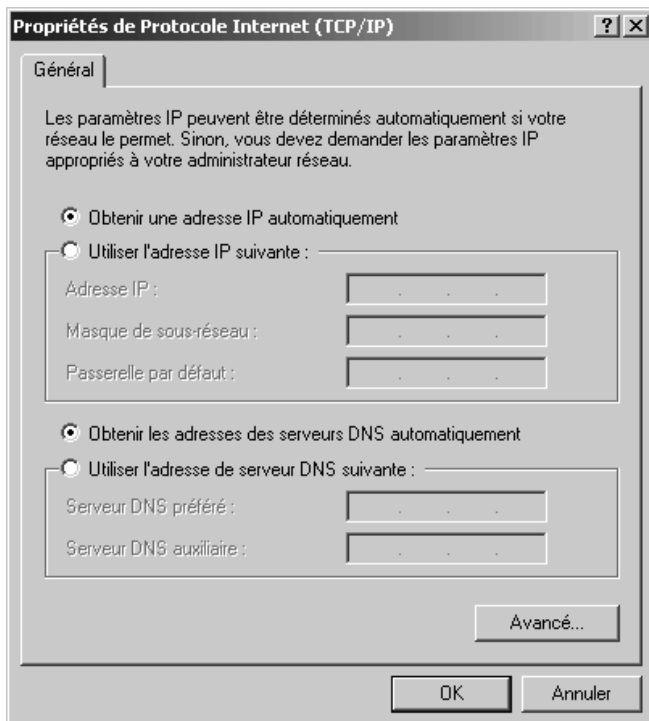 Propriétés de Protocole Internet (TCP/IP)
Général
Les paramètres IP peuvent être déterminés automatiquement si votre
réseau le permet. Sinon, vous devez demander les paramètres IP
appropriés à votre administrateur réseau.
Obtenir une adresse IP automatiquement
Utiliser l'adresse IP suivante :
Adresse IP :
Masque de sous-réseau :
Passerelle par défaut :
Obtenir les adresses des serveurs DNS automatiquement
Utiliser l'adresse de serveur DNS suivante :
Serveur DNS préféré :
Serveur DNS auxiliaire :
Avancé...
OK Annuler